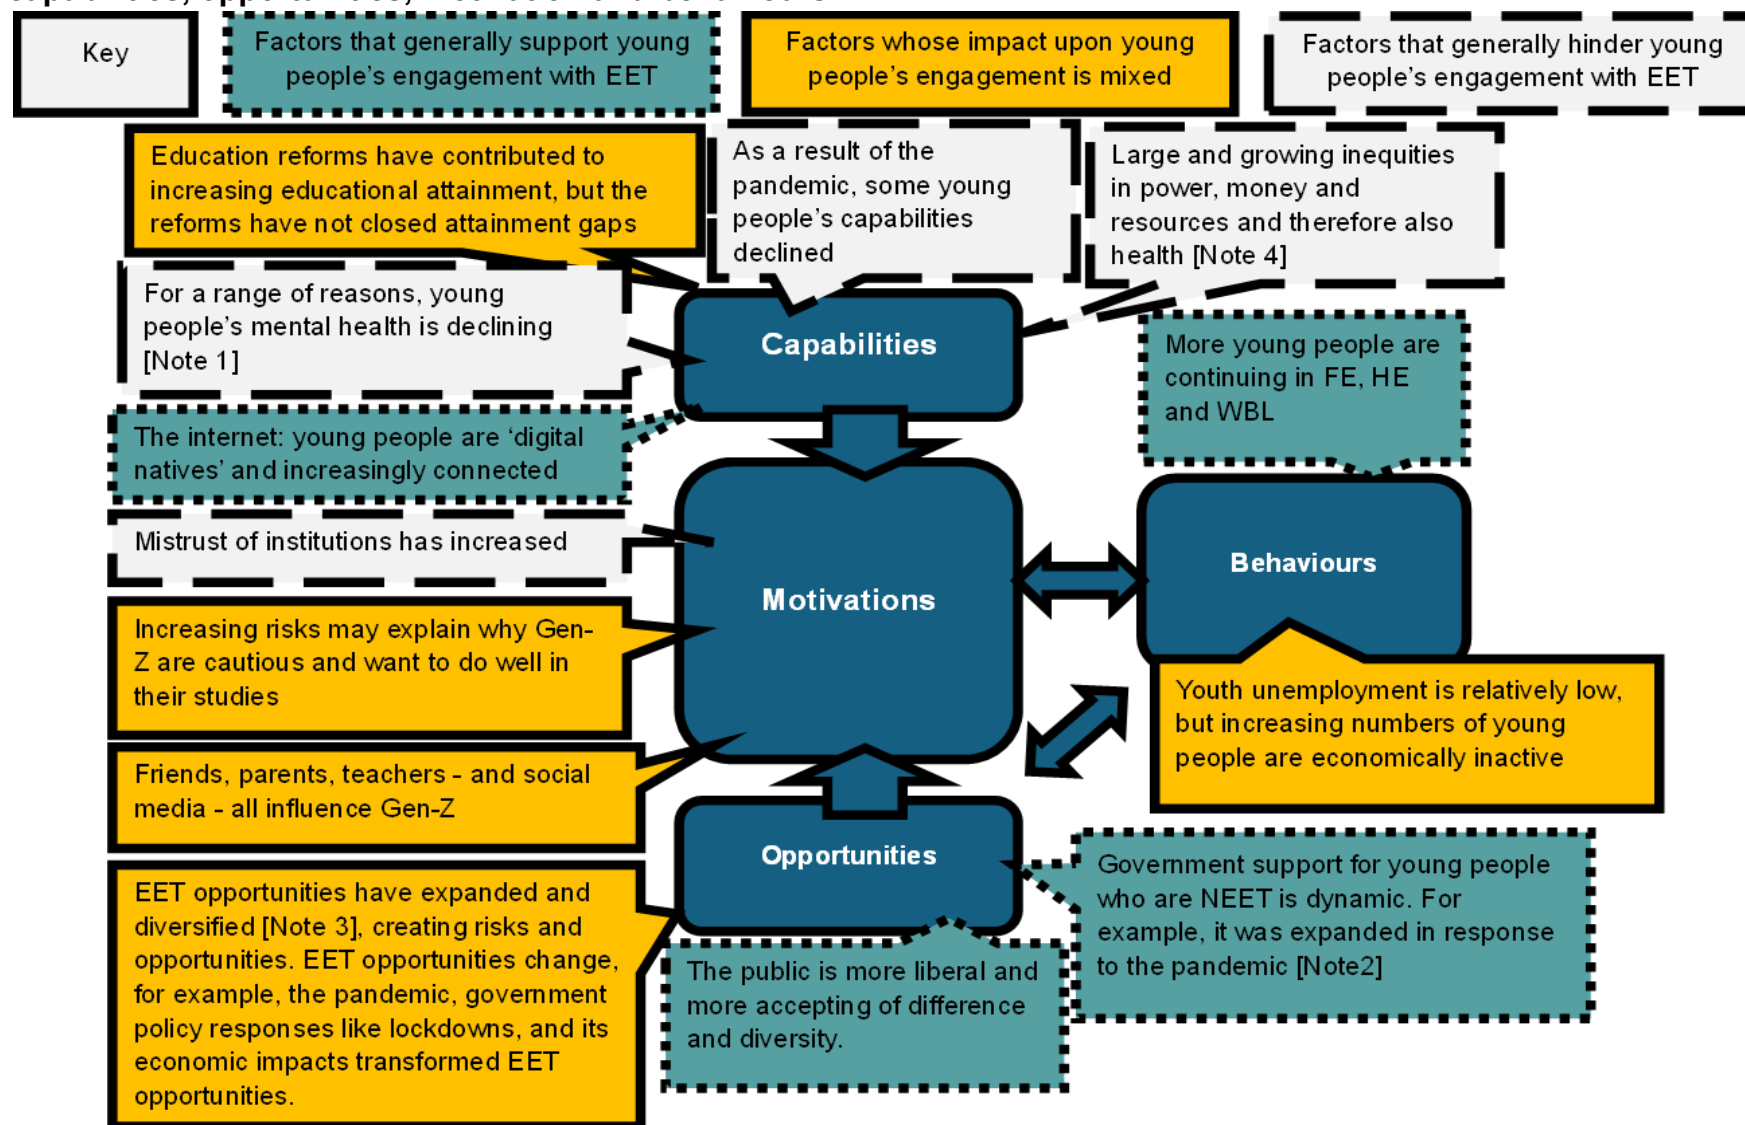 Key
Factors that generally support young
people's engagement with EET
Factors whose impact upon young
people's engagement is mixed
Factors that generally hinder young
people's engagement with EET
Education reforms have contributed to
increasing educational attainment, but the
reforms have not closed attainment gaps
As a result of the
pandemic, some young
people's capabilities
declined
Large and growing inequities
in power, money and
resources and therefore also
health [Note 4]
For a range of reasons, young
people's mental health is declining
[Note 1]
Capabilities
More young people are
continuing in FE, HE
and WBL
The internet: young people are ‘digital
natives’ and increasingly connected
Mistrust of institutions has increased
Motivations
Behaviours
Increasing risks may explain why Gen-
Z are cautious and want to do well in
their studies
Youth unemployment is relatively low,
but increasing numbers of young
people are economically inactive
Friends, parents, teachers - and social
media - all influence Gen-Z
Opportunities
Government support for young people
who are NEET is dynamic. For
example, it was expanded in response
to the pandemic [Note2]
EET opportunities have expanded and
diversified [Note 3], creating risks and
opportunities. EET opportunities change,
for example, the pandemic, government
policy responses like lockdowns, and its
economic impacts transformed EET
opportunities.
The public is more liberal and
more accepting of difference
and diversity.